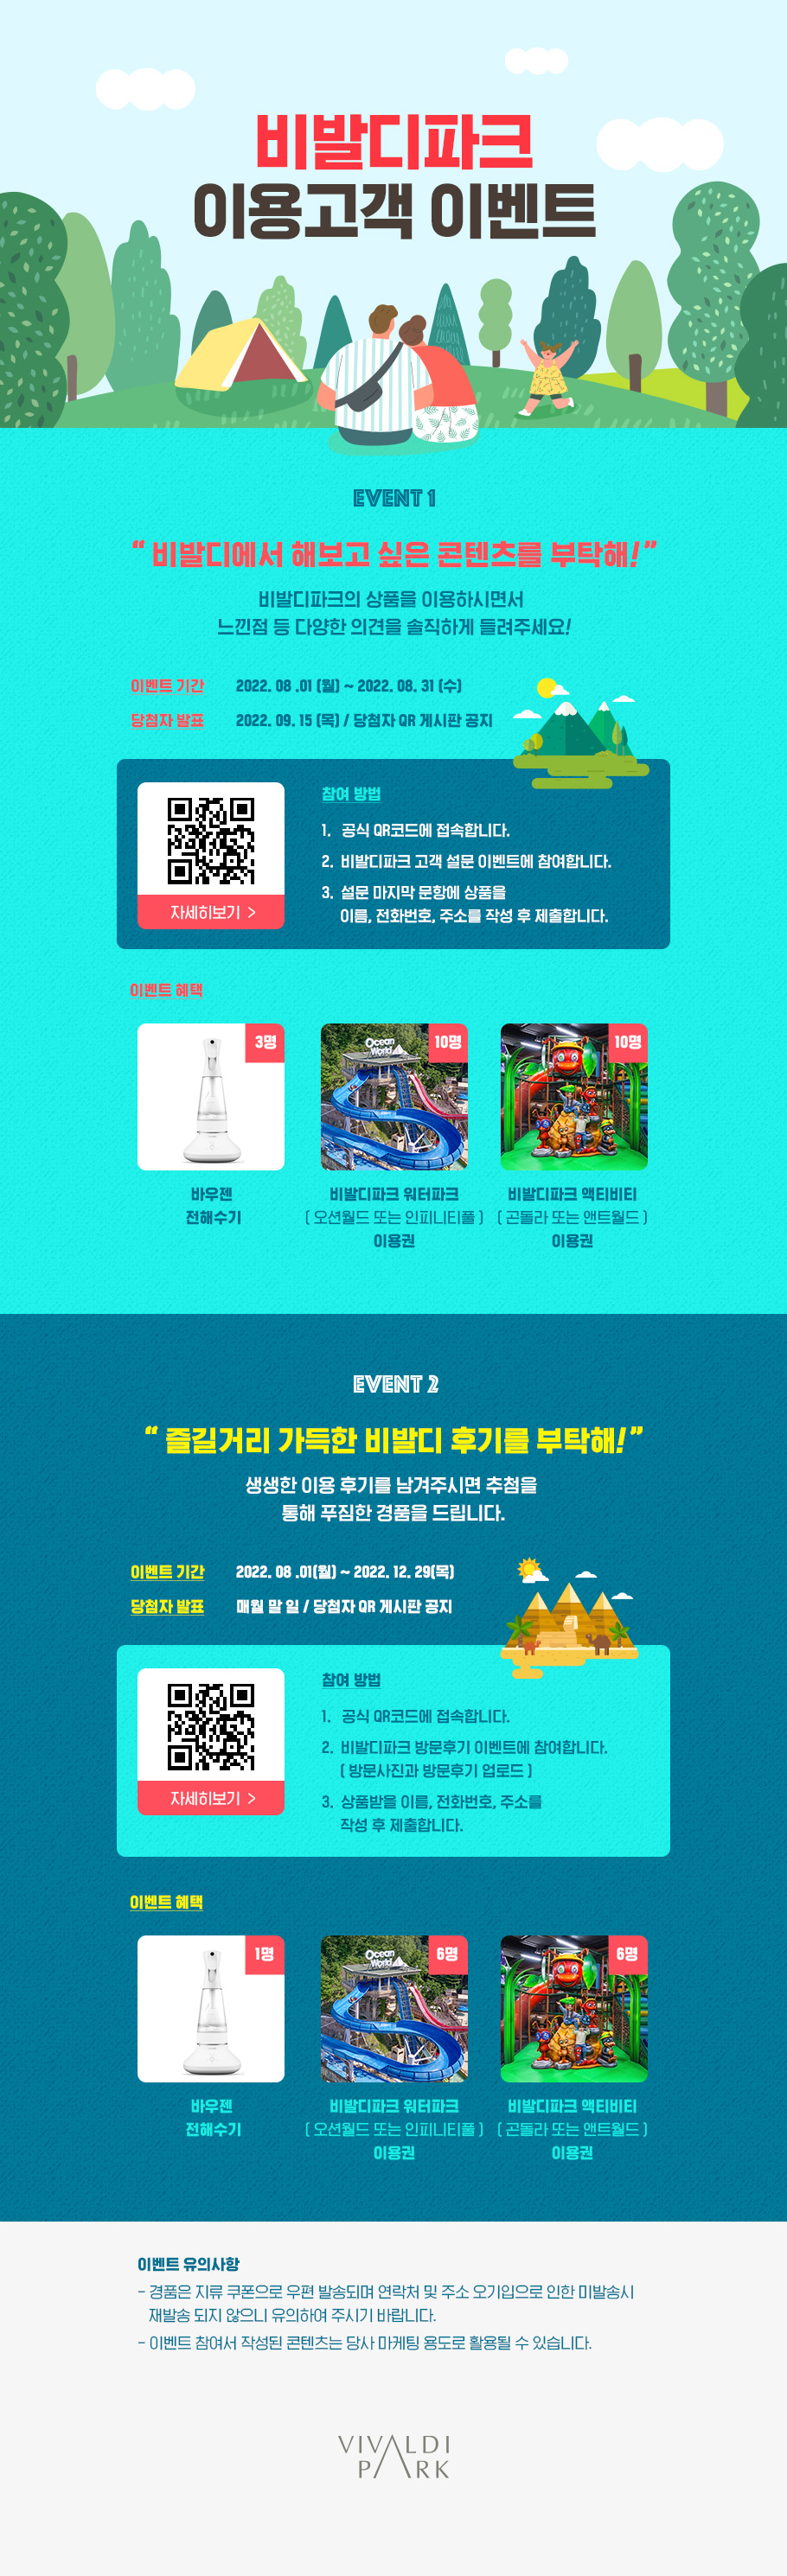 비발디파크
이용고객 이벤트
EVENT 1
“ 비발디에서 해보고 싶은 콘텐츠를 부탁해! ”
비발디파크의 상품을 이용하시면서
느낀점 등 다양한 의견을 솔직하게 들려주세요!
이벤트 기간 2022. 08 .01 (월) ~ 2022. 08. 31 (수)
당첨자 발표 2022. 09. 15 (목) / 당첨자 QR 게시판 공지
참여 방법
1. 공식 QR코드에 접속합니다.
2. 비발디파크 고객 설문 이벤트에 참여합니다.
3. 설문 마지막 문항에 상품을
이름, 전화번호, 주소를 작성 후 제출합니다.
자세히보기 >
이벤트 혜택
3명
Ocean
World
10명
10명
바우젠
전해수기
비발디파크 워터파크
( 오션월드 또는 인피니티풀 )
이용권
비발디파크 액티비티
( 곤돌라 또는 앤트월드 )
이용권
EVENT 2
“ 즐길거리 가득한 비발디 후기를 부탁해! ”
생생한 이용 후기를 남겨주시면 추첨을
통해 푸짐한 경품을 드립니다.
이벤트 기간 2022. 08 .01(월) ~ 2022. 12. 29(목)
당첨자 발표 매월 말 일 / 당첨자 QR 게시판 공지
참여 방법
1. 공식 QR코드에 접속합니다.
2. 비발디파크 방문후기 이벤트에 참여합니다.
( 방문사진과 방문후기 업로드 )
3. 상품받을 이름, 전화번호, 주소를
작성 후 제출합니다.
자세히보기 >
이벤트 혜택
1명
Ocean
World
6명
6명
바우젠
전해수기
비발디파크 워터파크
( 오션월드 또는 인피니티풀 )
이용권
비발디파크 액티비티
( 곤돌라 또는 앤트월드 )
이용권
이벤트 유의사항
- 경품은 지류 쿠폰으로 우편 발송되며 연락처 및 주소 오기입으로 인한 미발송시
재발송 되지 않으니 유의하여 주시기 바랍니다.
- 이벤트 참여서 작성된 콘텐츠는 당사 마케팅 용도로 활용될 수 있습니다.
VIVALDI
PARK